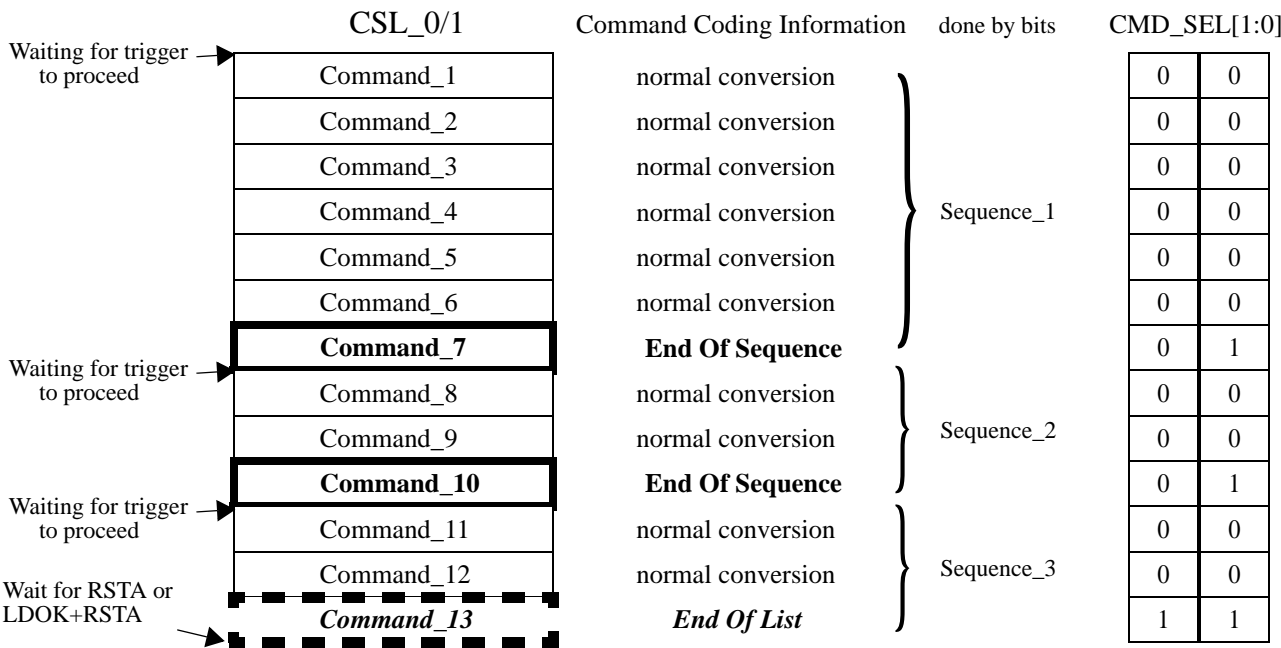 CSL_0/1 Command Coding Information done by bits CMD_SEL[1:0]
Waiting for trigger
to proceed
Command_1 normal conversion 0 0
Command_2 normal conversion 0 0
Command_3 normal conversion 0 0
Command_4 normal conversion Sequence_1 0 0
Command_5 normal conversion 0 0
Command_6 normal conversion 0 0
Command_7 End Of Sequence 0 1
Waiting for trigger
to proceed
Command_8 normal conversion 0 0
Command_9 normal conversion Sequence_2 0 0
Command_10 End Of Sequence 0 1
Waiting for trigger
to proceed
Command_11 normal conversion 0 0
Command_12 normal conversion Sequence_3 0 0
Wait for RSTA or
LDOK+RSTA
Command_13 End Of List 1 1